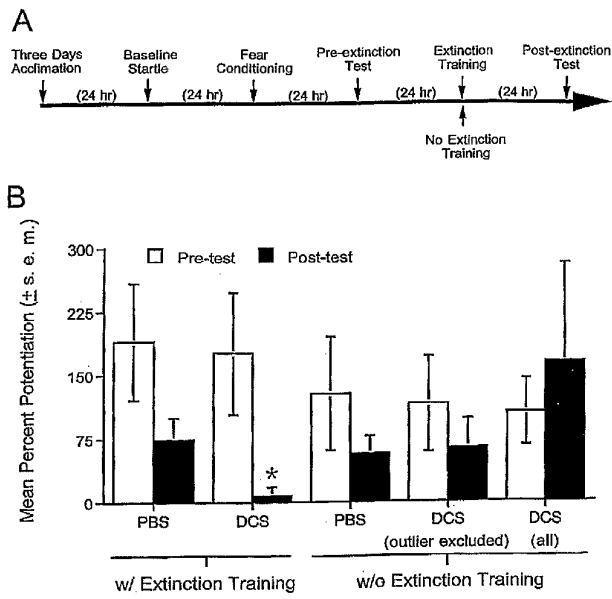 A
Three Days Acclimation
Baseline Startle
Fear Conditioning
Pre-extinction Test
Extinction Training
Post-extinction Test
(24 hr)
(24 hr)
(24 hr)
(24 hr)
(24 hr)
No Extinction Training
B
Mean Percent Potentiation (± s. e. m.)
300
225
150
75
0
Pre-test
Post-test
*
PBS
DCS
PBS
DCS
DCS
(outlier excluded)
(all)
w/ Extinction Training
w/o Extinction Training